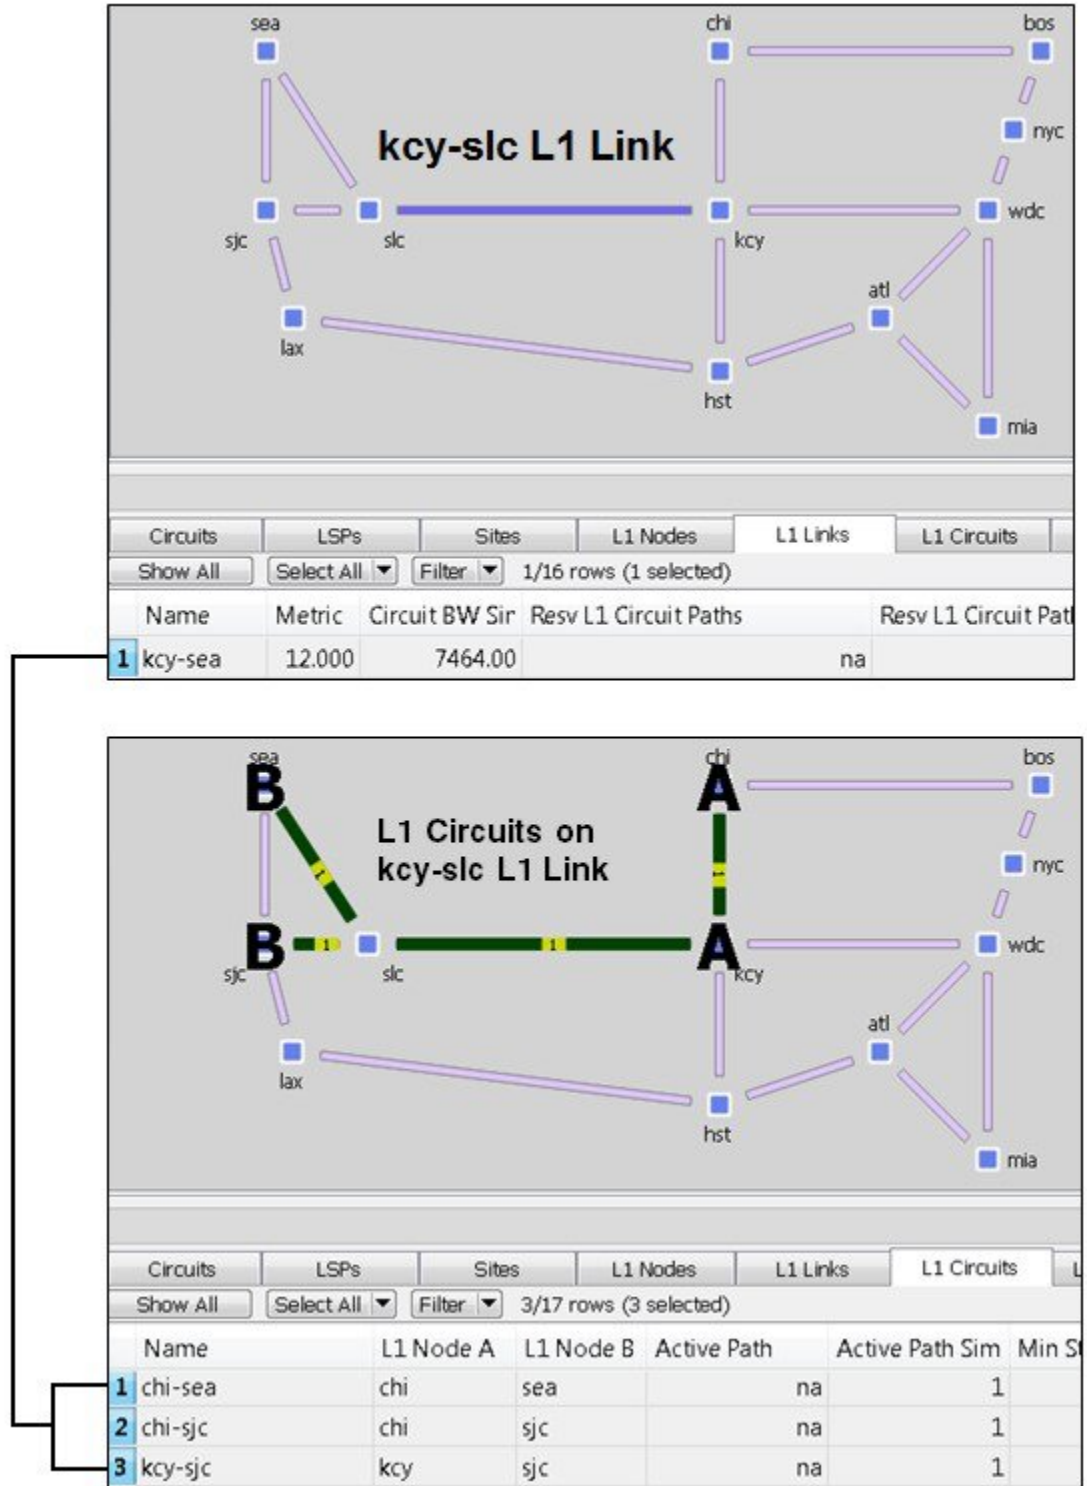 sea chi bos
kcy-slc L1 Link
nyc
wdc
sjc slc kcy
atl
lax
hst
mia
Circuits LSPs Sites L1 Nodes L1 Links L1 Circuits
Show All Select All Filter 1/16 rows (1 selected)
Name Metric Circuit BW Sir Resv L1 Circuit Paths Resv L1 Circuit Patl
1 kcy-sea 12.000 7464.00 na
sea chi bos
B A
L1 Circuits on
kcy-slc L1 Link
1 1
nyc
B 1 1 A
wdc
sjc slc kcy
atl
lax
hst
mia
Circuits LSPs Sites L1 Nodes L1 Links L1 Circuits L
Show All Select All Filter 3/17 rows (3 selected)
Name L1 Node A L1 Node B Active Path Active Path Sim Min St
1 chi-sea chi sea na 1
2 chi-sjc chi sjc na 1
3 kcy-sjc kcy sjc na 1